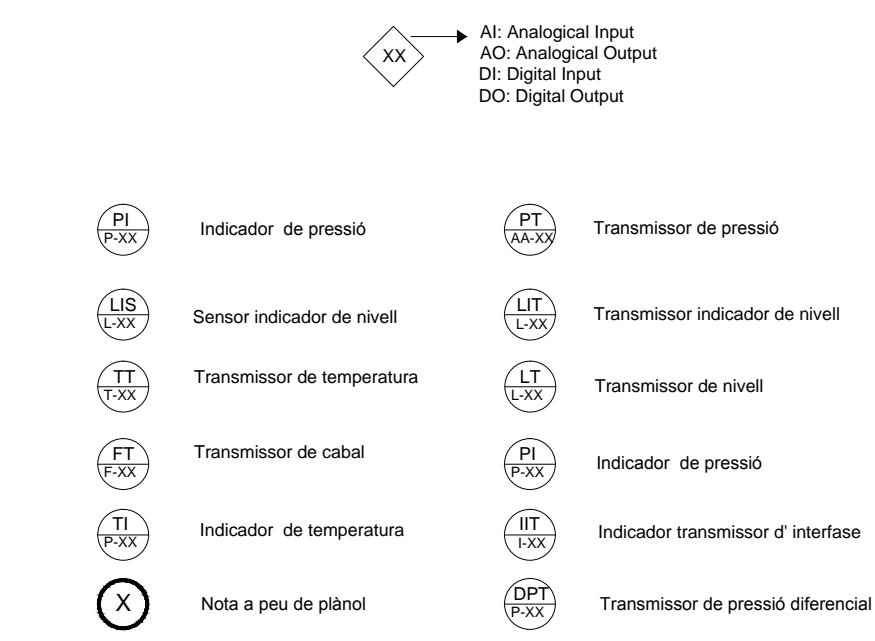 XX
AI: Analogical Input
AO: Analogical Output
DI: Digital Input
DO: Digital Output
PI
P-XX
Indicador de pressió
PT
AA-XX
Transmissor de pressió
LIS
L-XX
Sensor indicador de nivell
LIT
L-XX
Transmissor indicador de nivell
TT
T-XX
Transmissor de temperatura
LT
L-XX
Transmissor de nivell
FT
F-XX
Transmissor de cabal
PI
P-XX
Indicador de pressió
TI
P-XX
Indicador de temperatura
IIT
I-XX
Indicador transmissor d' interfase
X
Nota a peu de plànol
DPT
P-XX
Transmissor de pressió diferencial